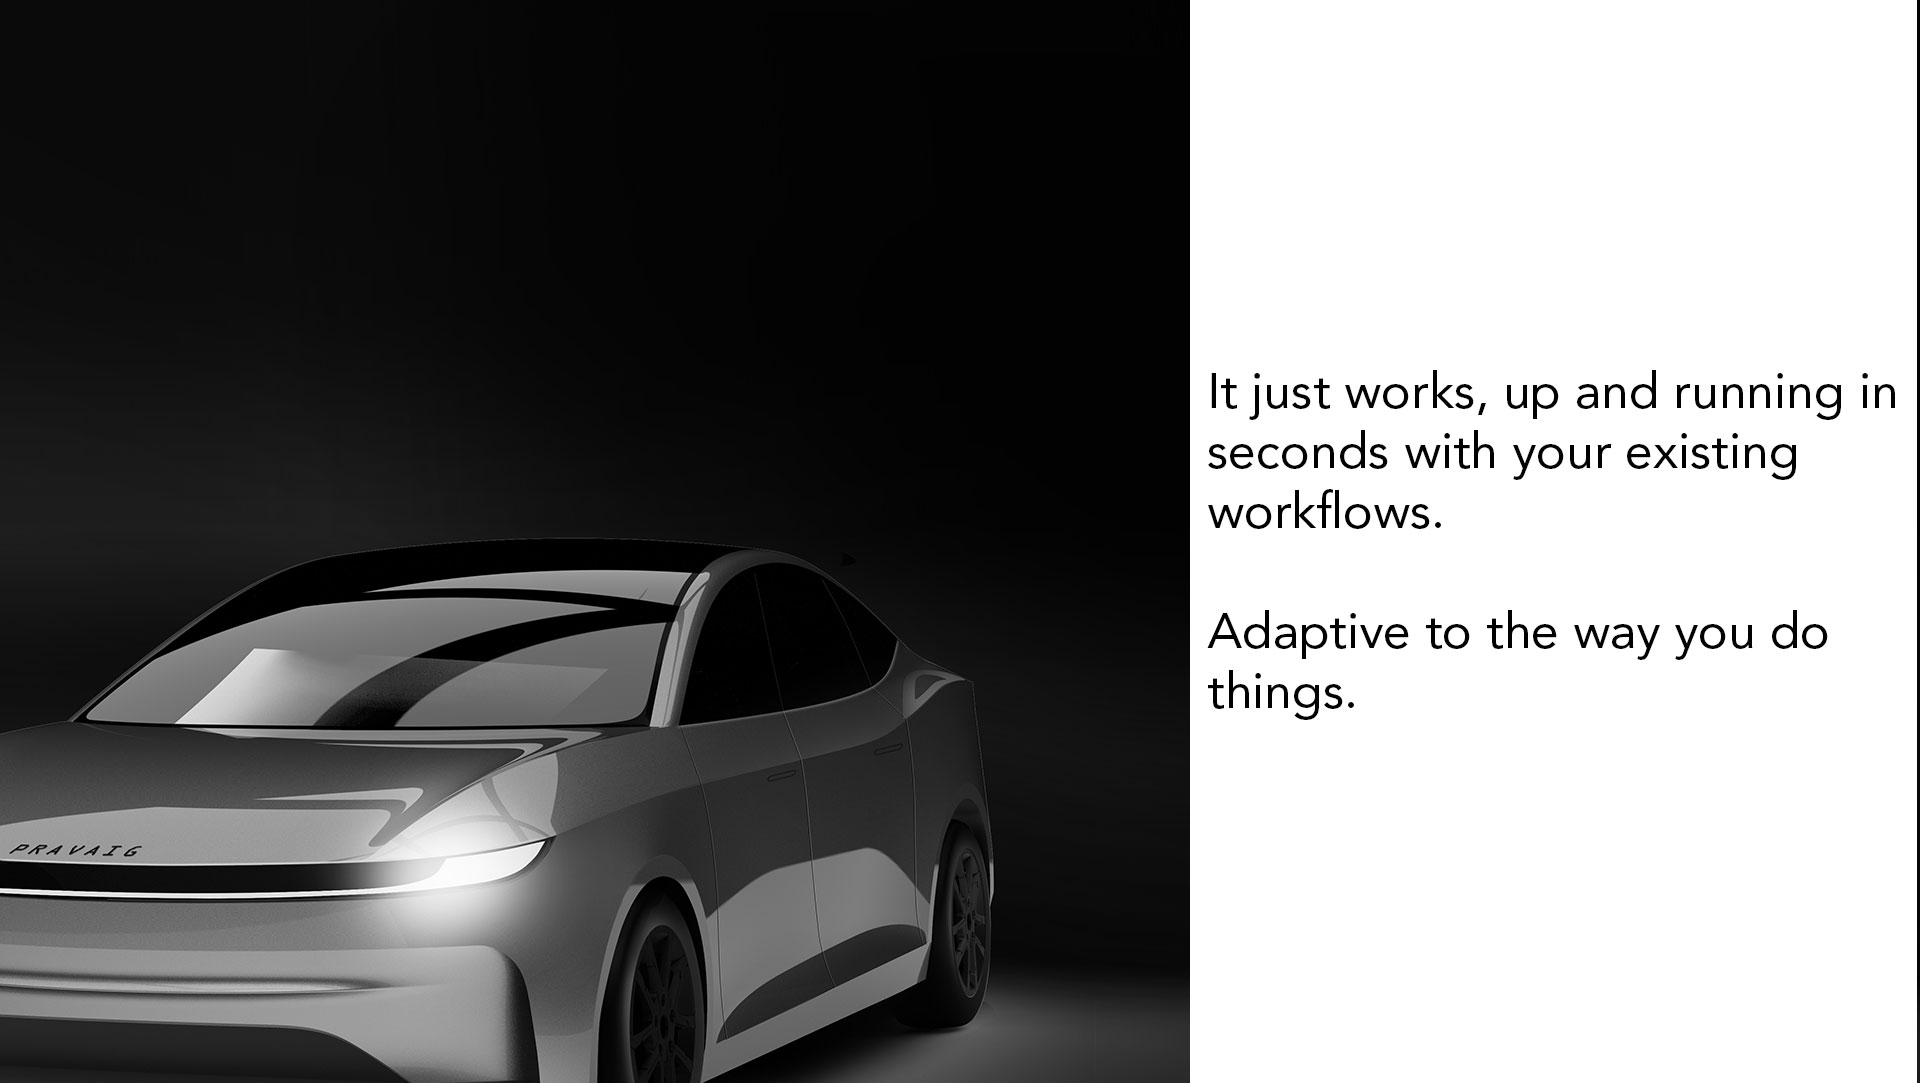 PRAVAIG
It just works, up and running in
seconds with your existing
workflows.
Adaptive to the way you do
things.